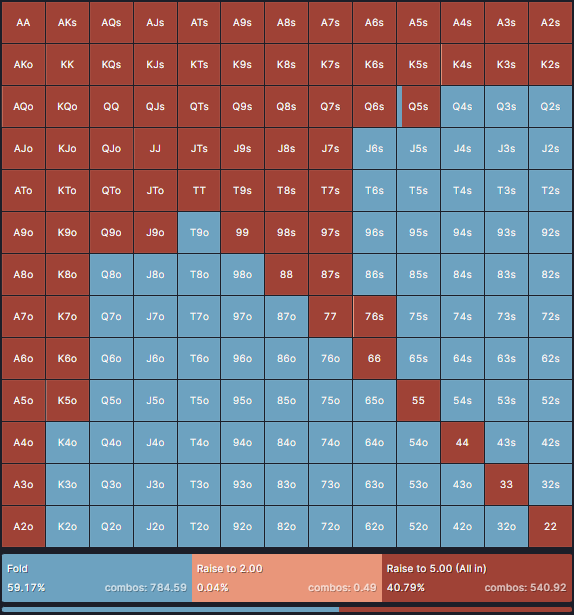 AA AKs AQs AJs ATs A9s A8s A7s A6s A5s A4s A3s A2s
AKo KK KQs KJs KTs K9s K8s K7s K6s K5s K4s K3s K2s
AQo KQo QQ QJs QTs Q9s Q8s Q7s Q6s Q5s Q4s Q3s Q2s
AJo KJo QJo JJ JTs J9s J8s J7s J6s J5s J4s J3s J2s
ATo KTo QTo JTo TT T9s T8s T7s T6s T5s T4s T3s T2s
A9o K9o Q9o J9o T9o 99 98s 97s 96s 95s 94s 93s 92s
A8o K8o Q8o J8o T8o 98o 88 87s 86s 85s 84s 83s 82s
A7o K7o Q7o J7o T7o 97o 87o 77 76s 75s 74s 73s 72s
A6o K6o Q6o J6o T6o 96o 86o 76o 66 65s 64s 63s 62s
A5o K5o Q5o J5o T5o 95o 85o 75o 65o 55 54s 53s 52s
A4o K4o Q4o J4o T4o 94o 84o 74o 64o 54o 44 43s 42s
A3o K3o Q3o J3o T3o 93o 83o 73o 63o 53o 43o 33 32s
A2o K2o Q2o J2o T2o 92o 82o 72o 62o 52o 42o 32o 22
Fold Raise to 2.00 Raise to 5.00 (All in)
59.17% combos: 784.59 0.04% combos: 0.49 40.79% combos: 540.92